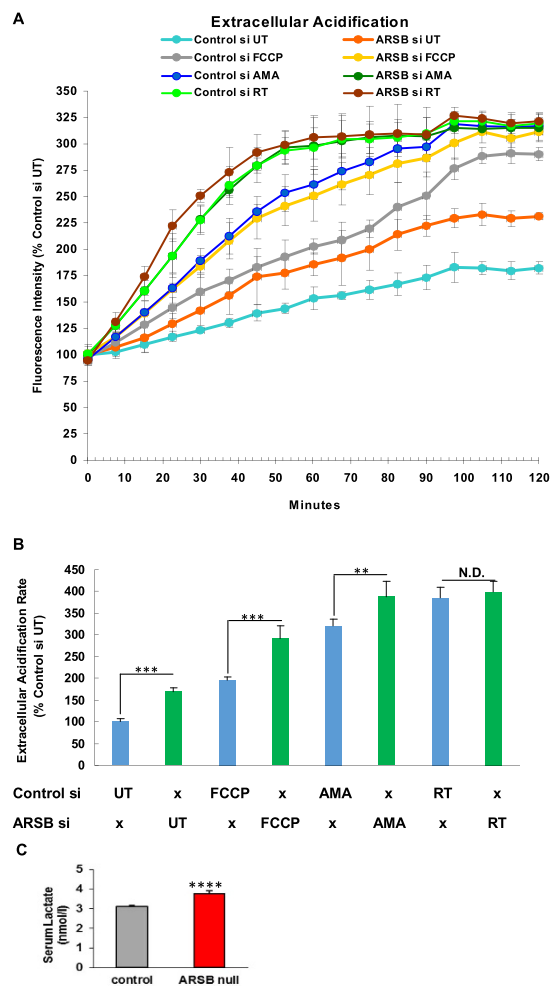 A
Extracellular Acidification
Control si UT
ARSB si UT
Control si FCCP
ARSB si FCCP
Control si AMA
ARSB si AMA
Control si RT
ARSB si RT
Fluorescence Intensity (% Control si UT)
350
325
300
275
250
225
200
175
150
125
100
75
50
25
0
0 10 20 30 40 50 60 70 80 90 100 110 120
Minutes
B
Extracellular Acidification Rate
(% Control si UT)
450
400
350
300
250
200
150
100
50
0
***
***
**
N.D.
Control si UT x FCCP x AMA x RT x
ARSB si x UT x FCCP x AMA x RT
C
Serum Lactate
(nmol/l)
5
4
3
2
1
0
****
control ARSB null